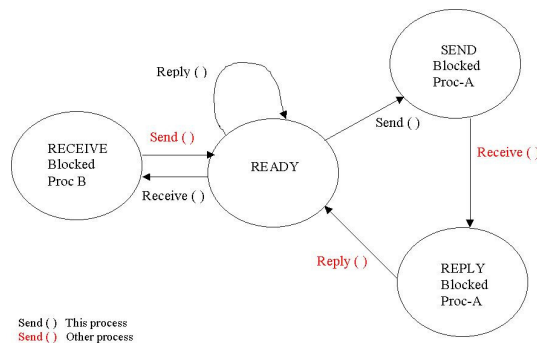 SEND
Blocked
Proc-A
Reply ( )
Send ( )
Send ( )
RECEIVE
Blocked
Proc B
READY
Receive ( )
Receive ( )
Reply ( )
REPLY
Blocked
Proc-A
Send ( ) This process
Send ( ) Other process